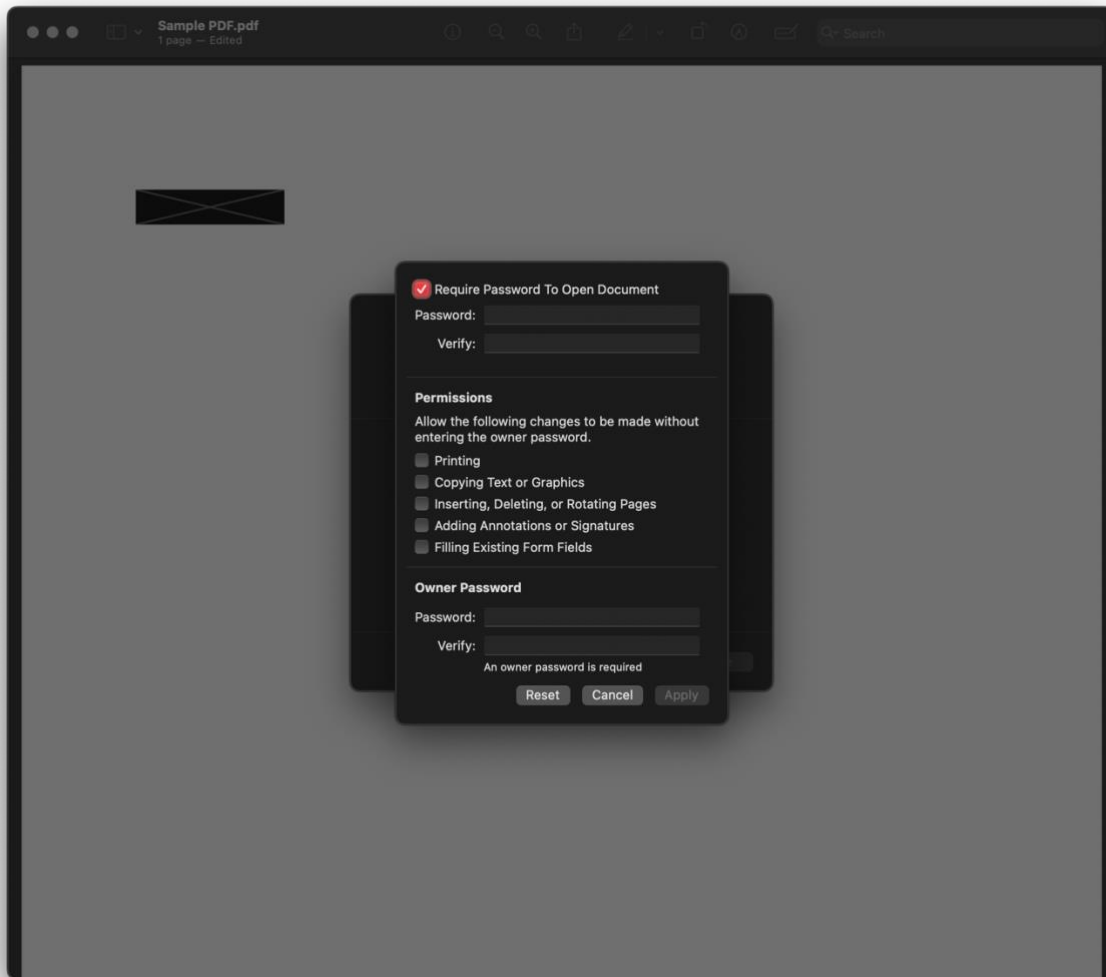 Sample PDF.pdf
1 page — Edited
Search
Require Password To Open Document
Password:
Verify:
Permissions
Allow the following changes to be made without
entering the owner password.
Printing
Copying Text or Graphics
Inserting, Deleting, or Rotating Pages
Adding Annotations or Signatures
Filling Existing Form Fields
Owner Password
Password:
Verify:
An owner password is required
Reset Cancel Apply